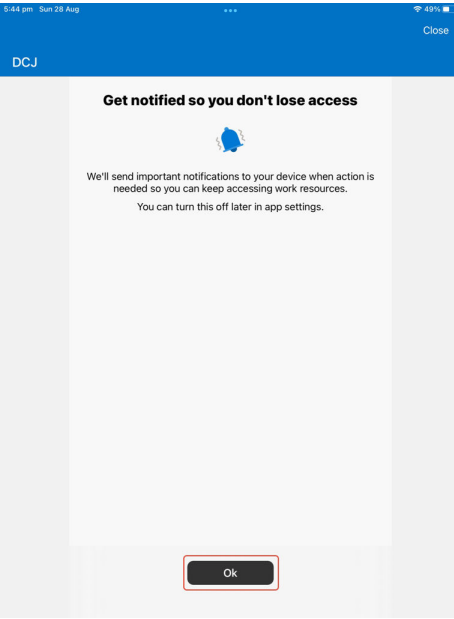 5:44 pm Sun 28 Aug
49%
Close
DCJ
Get notified so you don't lose access
We'll send important notifications to your device when action is
needed so you can keep accessing work resources.
You can turn this off later in app settings.
Ok